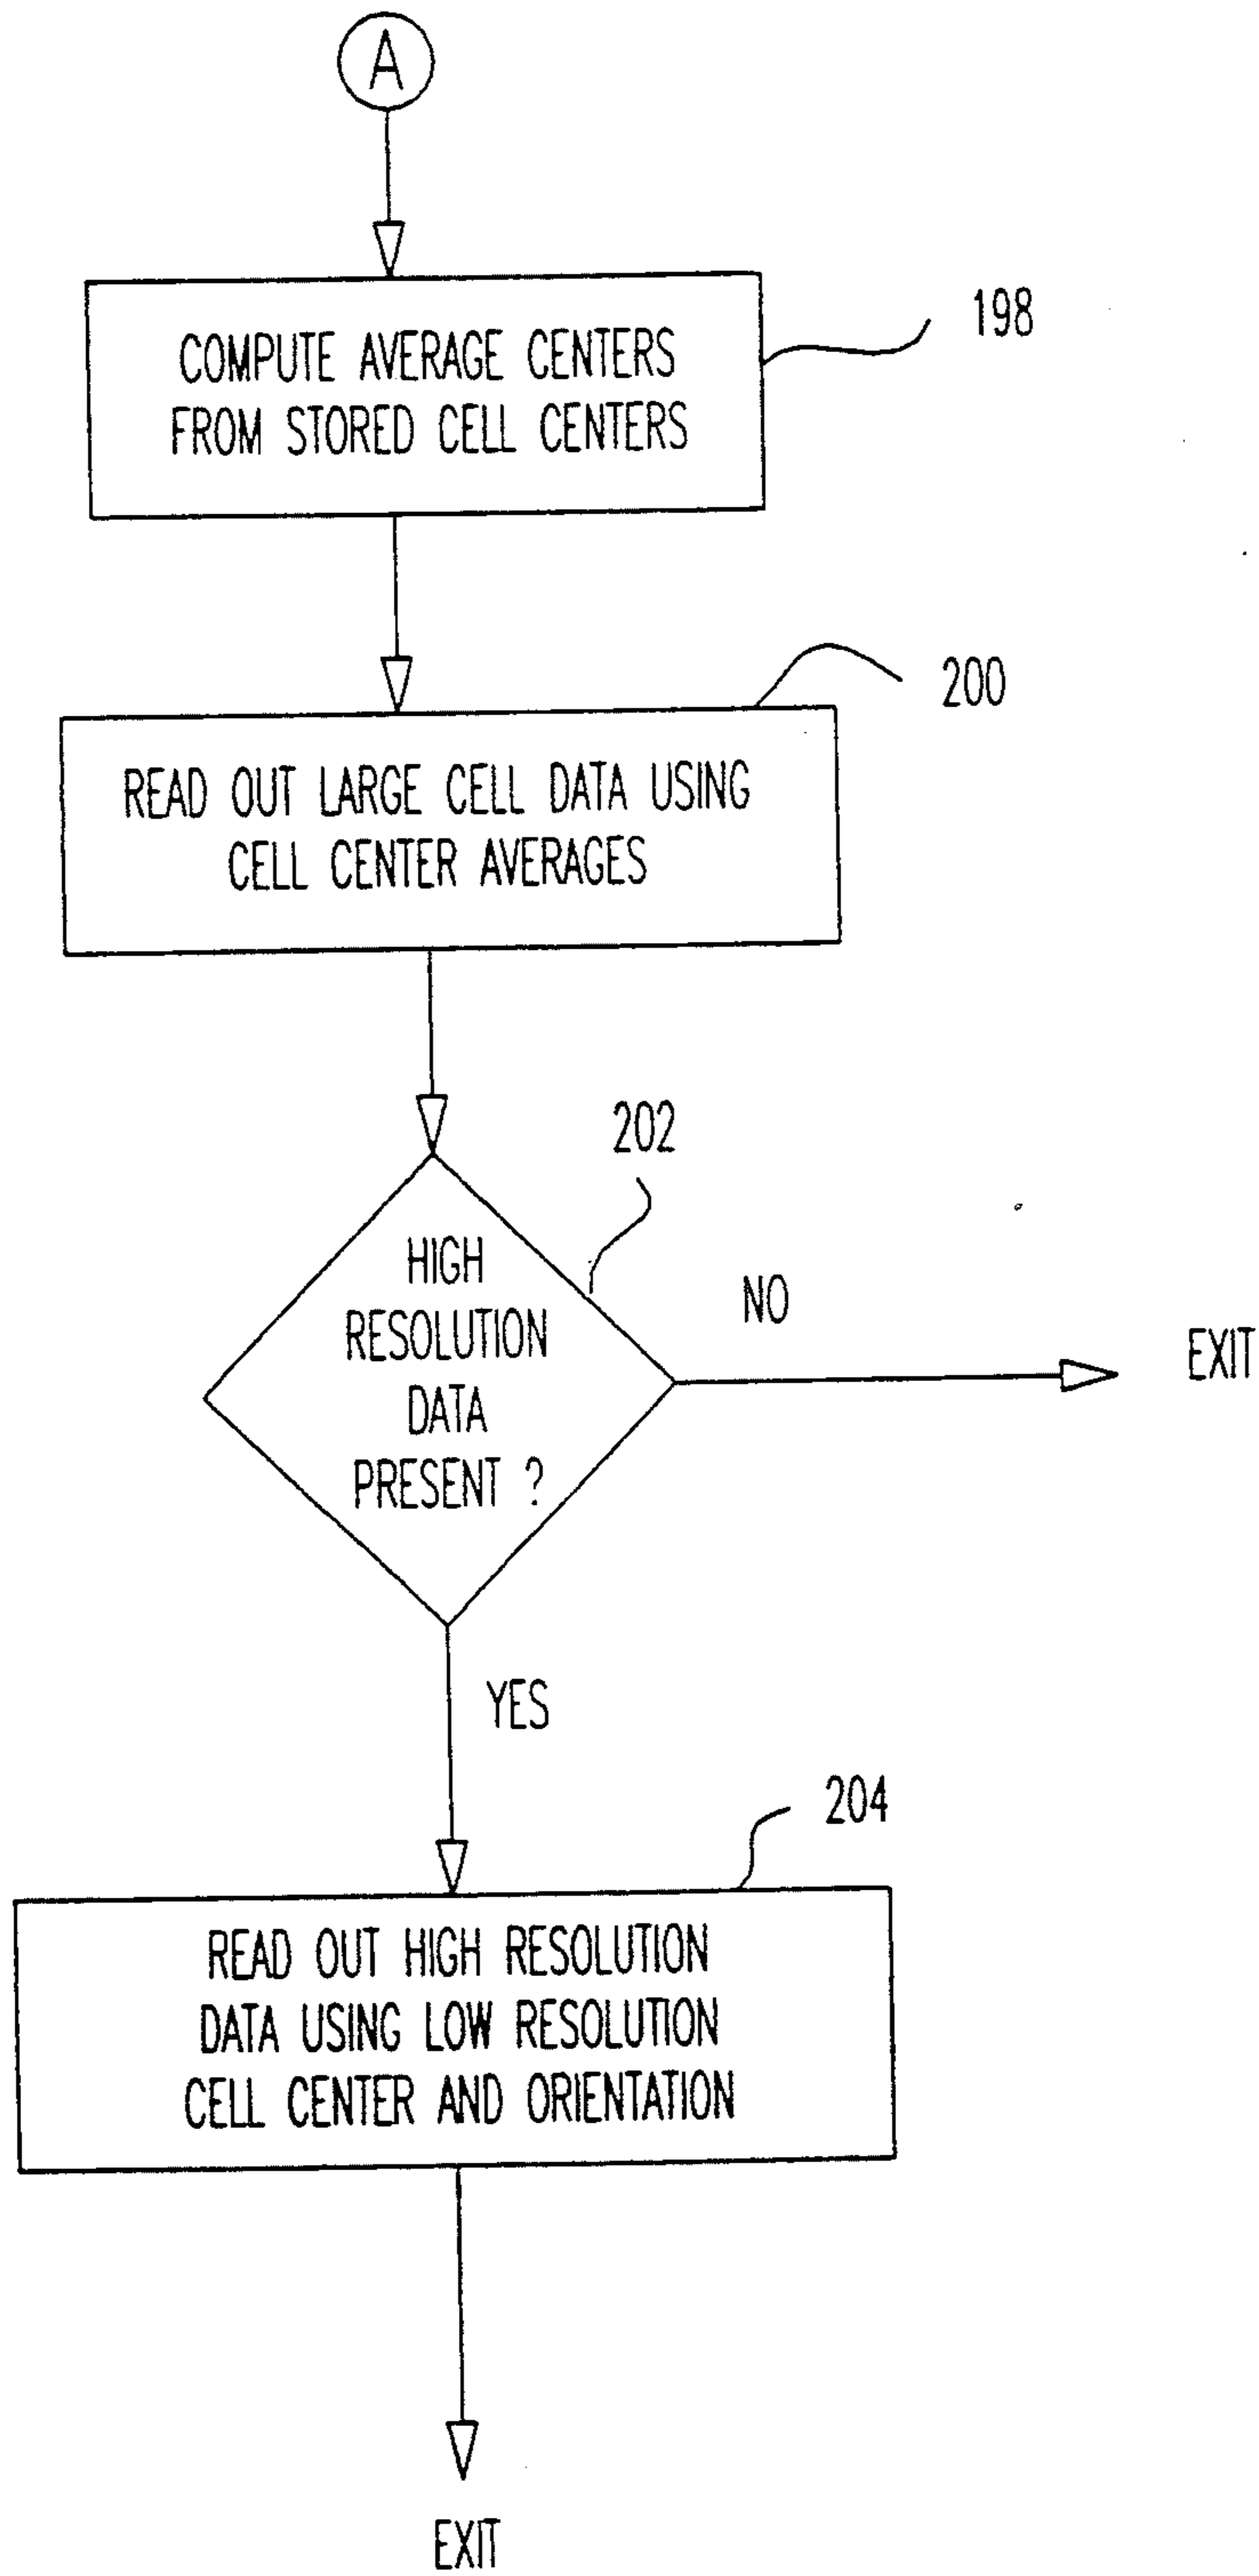 A
COMPUTE AVERAGE CENTERS
FROM STORED CELL CENTERS
198
200
READ OUT LARGE CELL DATA USING
CELL CENTER AVERAGES
202
HIGH
RESOLUTION
DATA
PRESENT ?
NO
EXIT
YES
204
READ OUT HIGH RESOLUTION
DATA USING LOW RESOLUTION
CELL CENTER AND ORIENTATION
EXIT